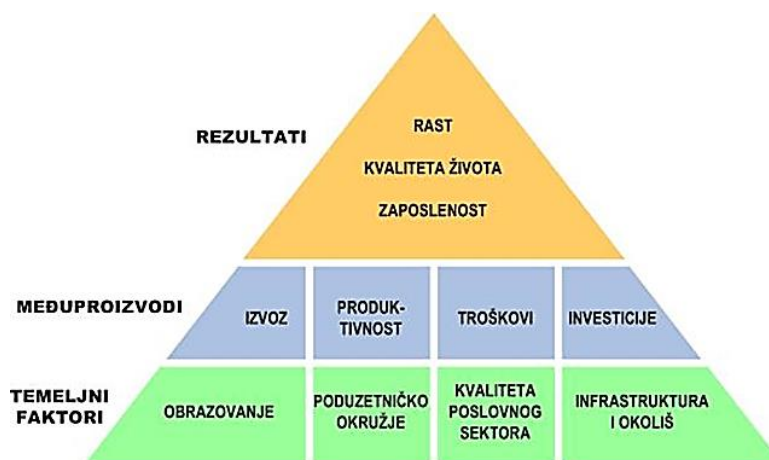 REZULTATI
RAST
KVALITETA ŽIVOTA
ZAPOSLENOST
MEĐUPROIZVODI
IZVOZ
PRODUK-
TIVNOST
TROŠKOVI
INVESTICIJE
TEMELJNI
FAKTORI
OBRAZOVANJE
PODUZETNIČKO
OKRUŽJE
KVALITETA
POSLOVNOG
SEKTORA
INFRASTRUKTURA
I OKOLIŠ